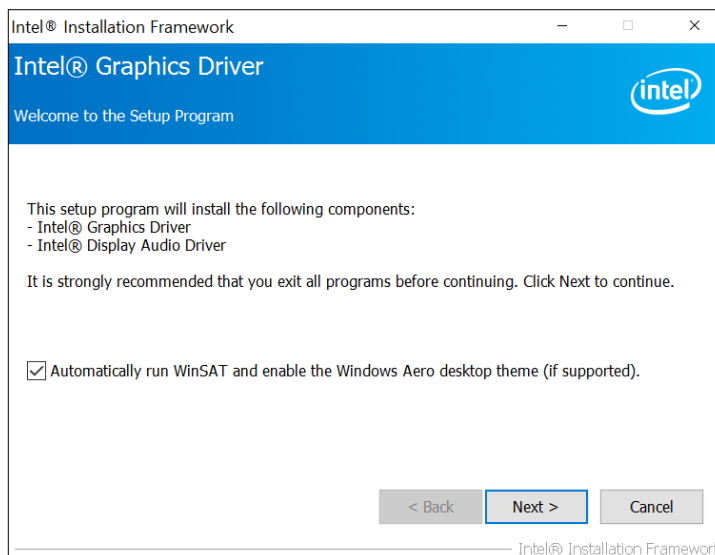 Intel® Installation Framework
Intel® Graphics Driver
intel
Welcome to the Setup Program
This setup program will install the following components:
- Intel® Graphics Driver
- Intel® Display Audio Driver
It is strongly recommended that you exit all programs before continuing. Click Next to continue.
Automatically run WinSAT and enable the Windows Aero desktop theme (if supported).
< Back Next > Cancel
Intel® Installation Framework